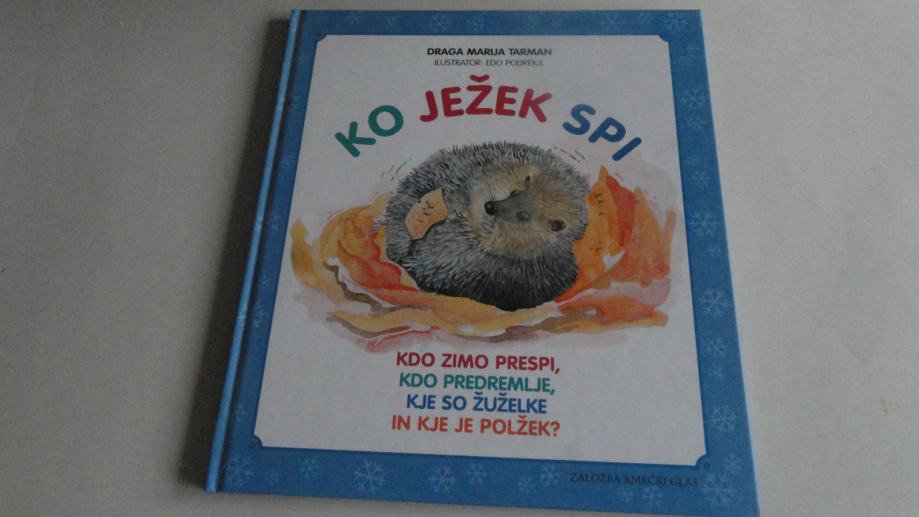 DRAGA MARIJA TARMAN
ILUSTRATOR: EDO PODREKA
KO JEŽEK SPI
KDO ZIMO PRESPI,
KDO PREDREMLJE,
KJE SO ŽUŽELKE
IN KJE JE POLŽEK?
ZALOŽBA KMEČKI GLAS